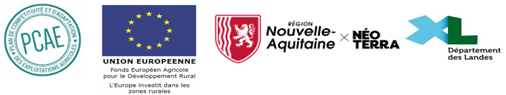 PLAN DE COMPÉTITIVITÉ ET D'ADAPTATION
PCAE
DES EXPLOITATIONS AGRICOLES
UNION EUROPEENNE
Fonds Européen Agricole
pour le Développement Rural
L'Europe investit dans les
zones rurales
RÉGION
Nouvelle-
Aquitaine
×
NÉO
TERRA
XL
Département
des Landes